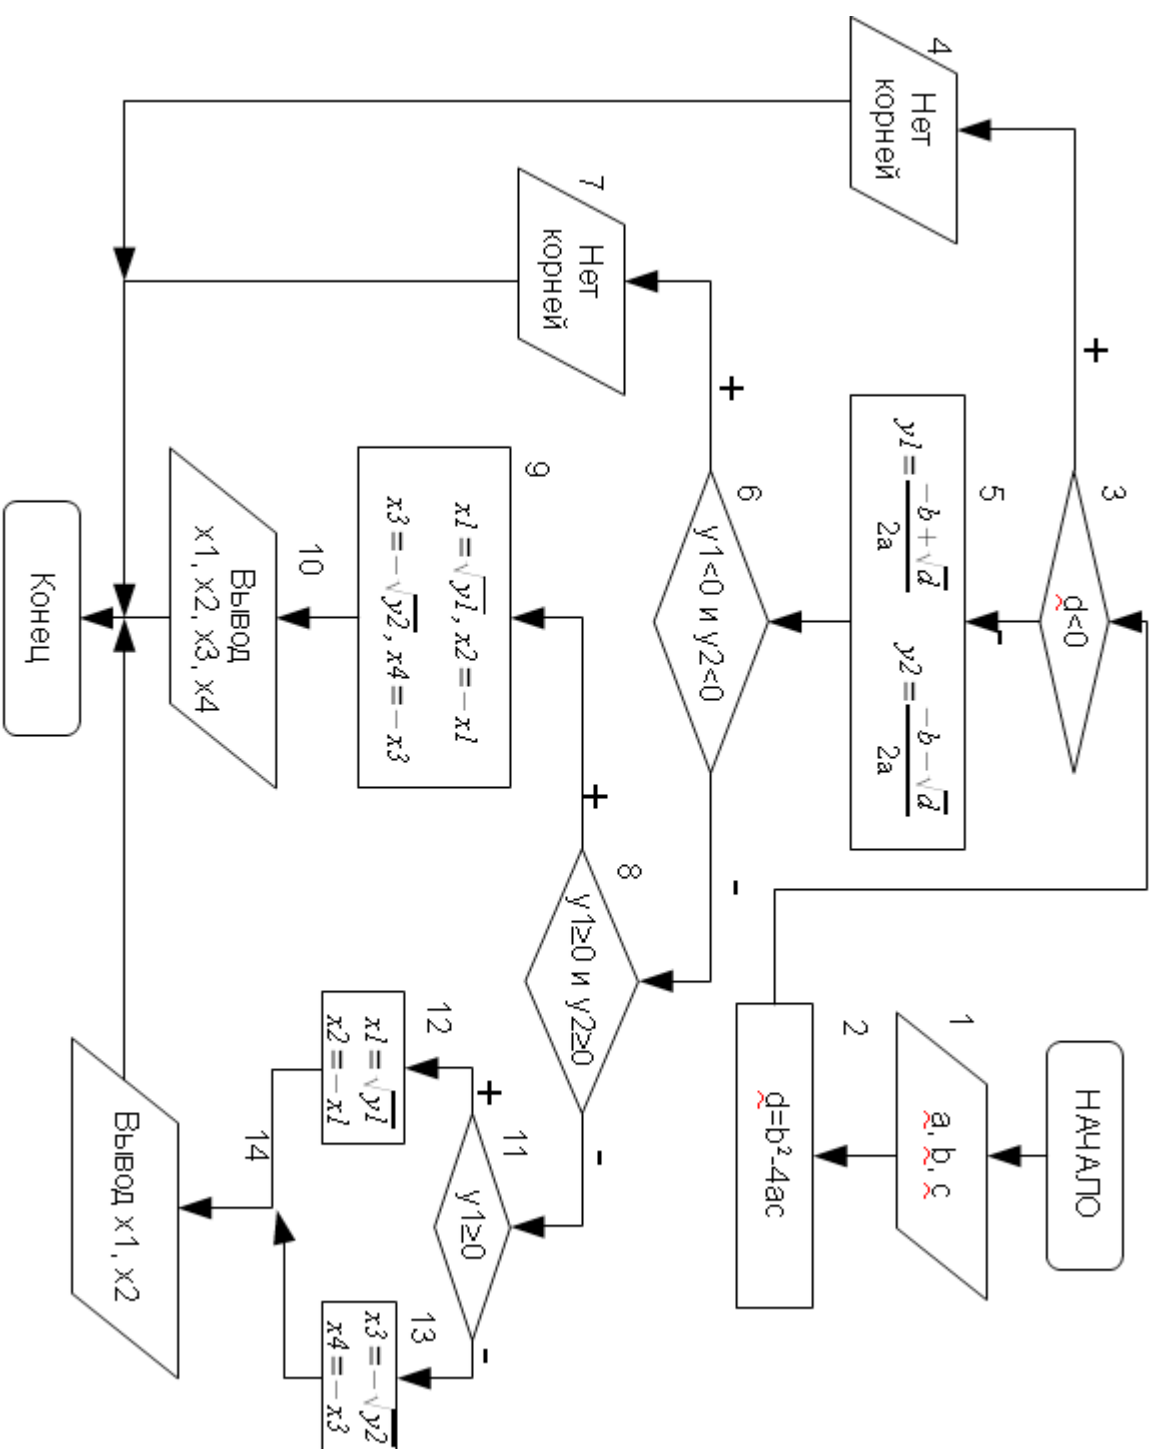 НАЧАЛО
1
a, b, c
2
d=b²-4ac
3
d<0
+
-
4
Нет
корней
5
y1 = (-b+√d)/2a y2 = (-b-√d)/2a
6
y1<0 и y2<0
+
-
7
Нет
корней
8
y1≥0 и y2≥0
+
-
9
x1 = √y1, x2 = -x1
x3 = -√y2, x4 = -x3
10
Вывод
x1, x2, x3, x4
11
y1≥0
+
-
12
x1 = √y1
x2 = -x1
13
x3 = -√y2
x4 = -x3
14
Вывод x1, x2
Конец